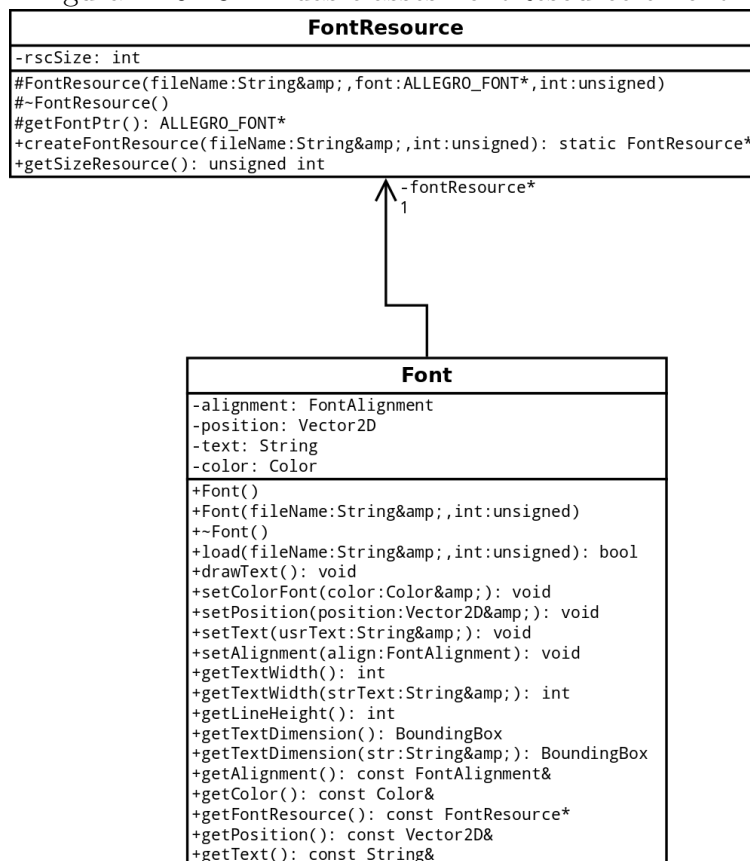 FontResource
-rscSize: int
#FontResource(fileName:String&amp;,font:ALLEGRO_FONT*,int:unsigned)
#~FontResource()
#getFontPtr(): ALLEGRO_FONT*
+createFontResource(fileName:String&amp;,int:unsigned): static FontResource*
+getSizeResource(): unsigned int
-fontResource*
1
Font
-alignment: FontAlignment
-position: Vector2D
-text: String
-color: Color
+Font()
+Font(fileName:String&amp;,int:unsigned)
+~Font()
+load(fileName:String&amp;,int:unsigned): bool
+drawText(): void
+setColorFont(color:Color&amp;): void
+setPosition(position:Vector2D&amp;): void
+setText(usrText:String&amp;): void
+setAlignment(align:FontAlignment): void
+getTextWidth(): int
+getTextWidth(strText:String&amp;): int
+getLineHeight(): int
+getTextDimension(): BoundingBox
+getTextDimension(str:String&amp;): BoundingBox
+getAlignment(): const FontAlignment&
+getColor(): const Color&
+getFontResource(): const FontResource*
+getPosition(): const Vector2D&
+getText(): const String&